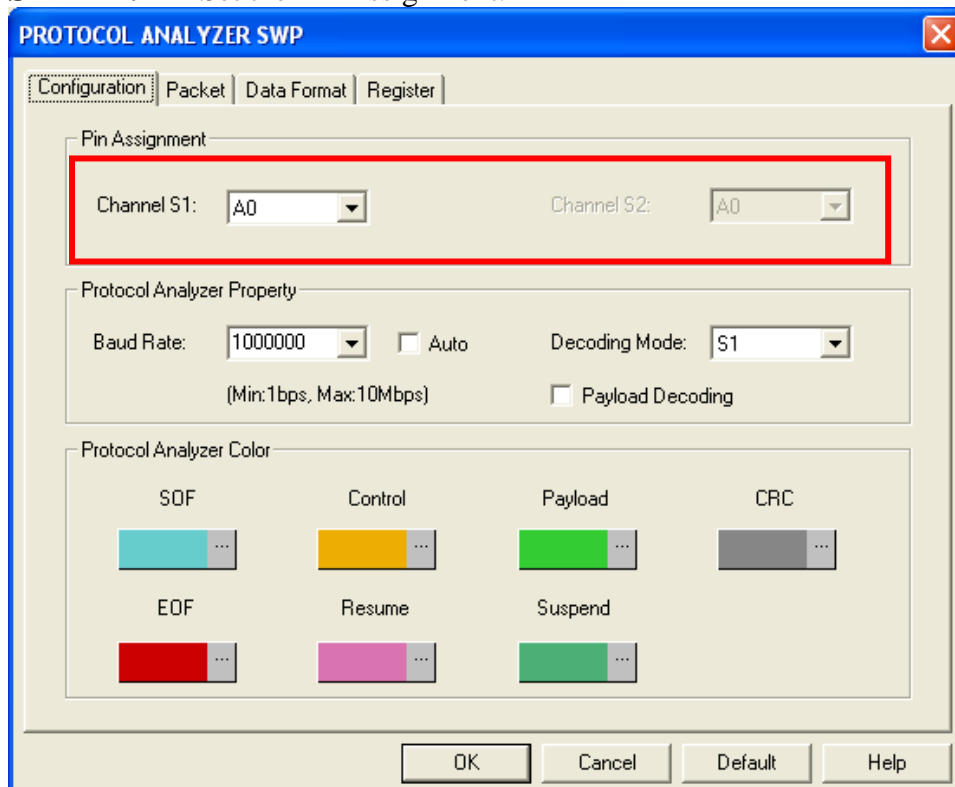 PROTOCOL ANALYZER SWP
Configuration Packet Data Format Register
Pin Assignment
Channel S1: A0 Channel S2: A0
Protocol Analyzer Property
Baud Rate: 1000000 Auto Decoding Mode: S1
(Min:1bps, Max:10Mbps) Payload Decoding
Protocol Analyzer Color
SOF Control Payload CRC
... ... ... ...
EOF Resume Suspend
... ... ...
OK Cancel Default Help